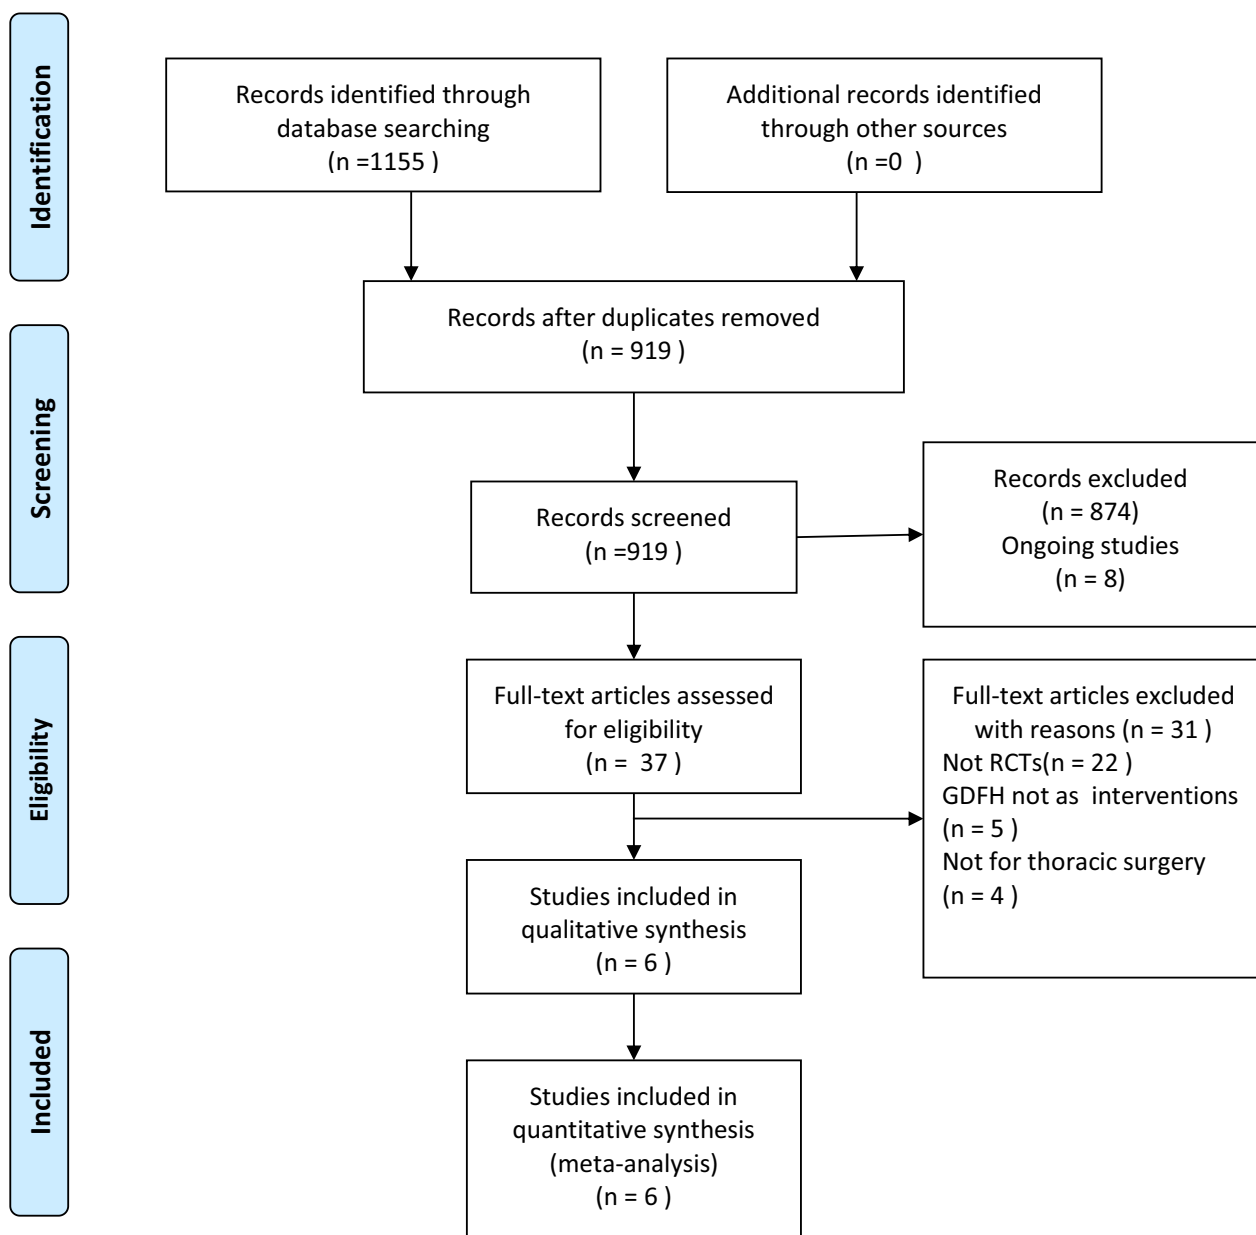 Identification
Records identified through
database searching
(n =1155 )
Additional records identified
through other sources
(n =0  )
Records after duplicates removed
(n = 919 )
Screening
Records screened
(n =919 )
Records excluded
(n = 874)
Ongoing studies
(n = 8)
Eligibility
Full-text articles assessed
for eligibility
(n =  37 )
Full-text articles excluded
with reasons (n = 31 )
Not RCTs(n = 22 )
GDFH not as  interventions
(n = 5 )
Not for thoracic surgery
(n = 4 )
Studies included in
qualitative synthesis
(n = 6 )
Included
Studies included in
quantitative synthesis
(meta-analysis)
(n = 6 )